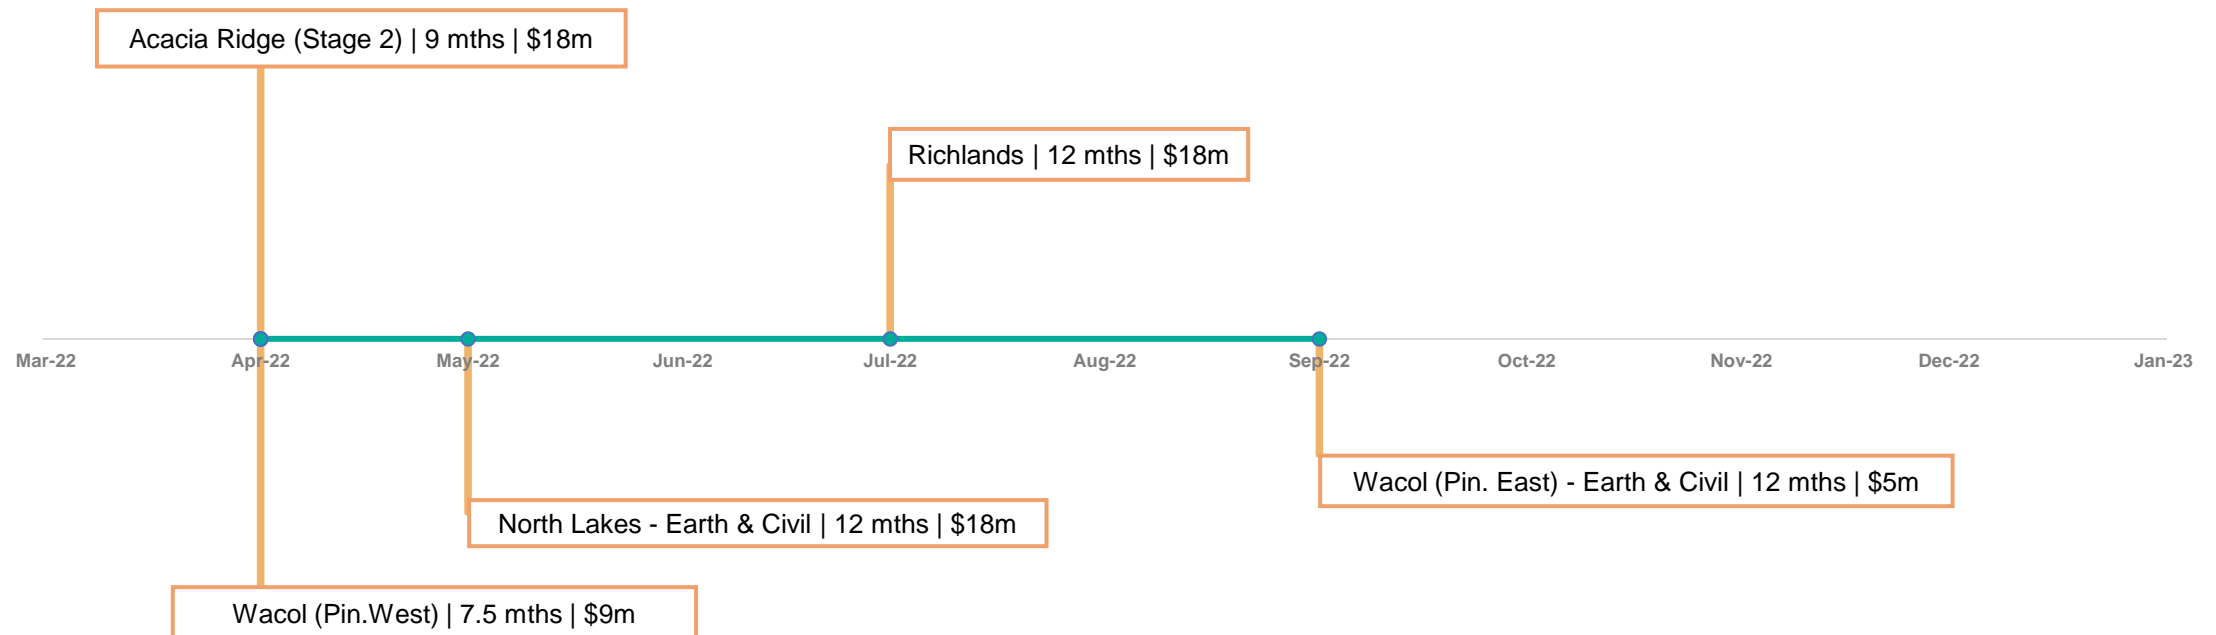 Acacia Ridge (Stage 2) | 9 mths | $18m
Richlands | 12 mths | $18m
Mar-22 Apr-22 May-22 Jun-22 Jul-22 Aug-22 Sep-22 Oct-22 Nov-22 Dec-22 Jan-23
Wacol (Pin. East) - Earth & Civil | 12 mths | $5m
North Lakes - Earth & Civil | 12 mths | $18m
Wacol (Pin.West) | 7.5 mths | $9m